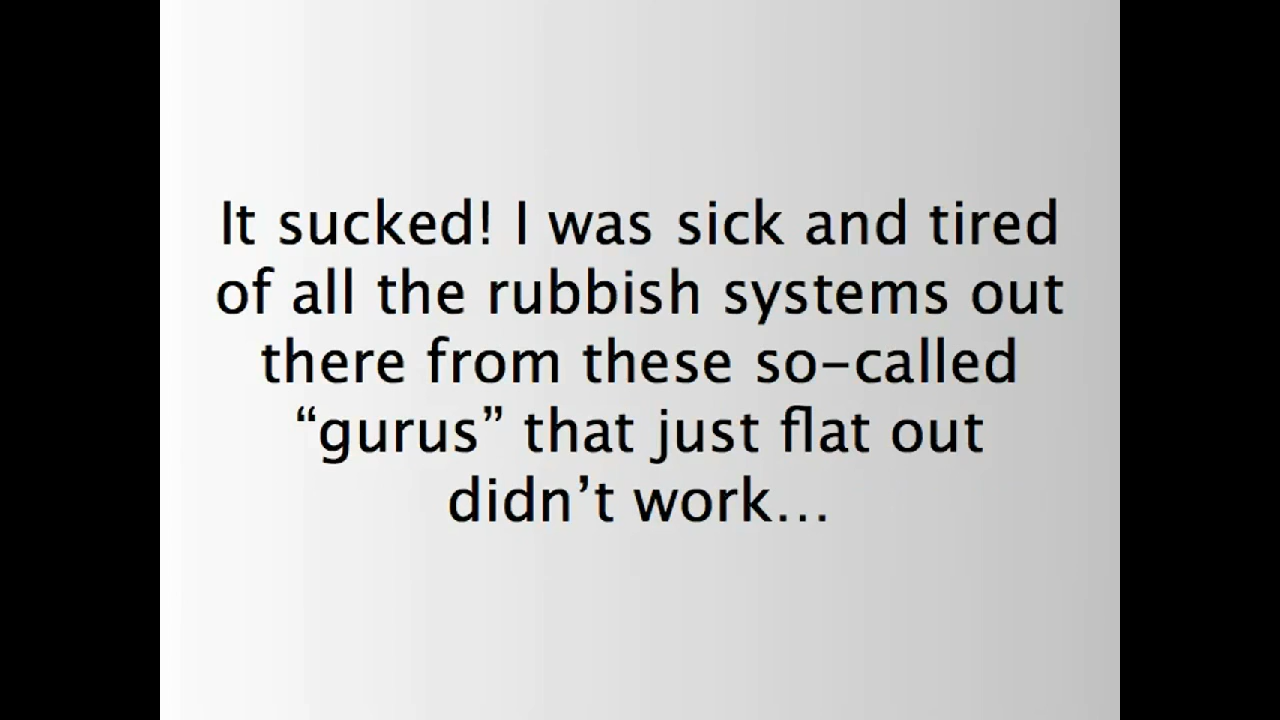 It sucked! I was sick and tired
of all the rubbish systems out
there from these so-called
“gurus” that just flat out
didn’t work…